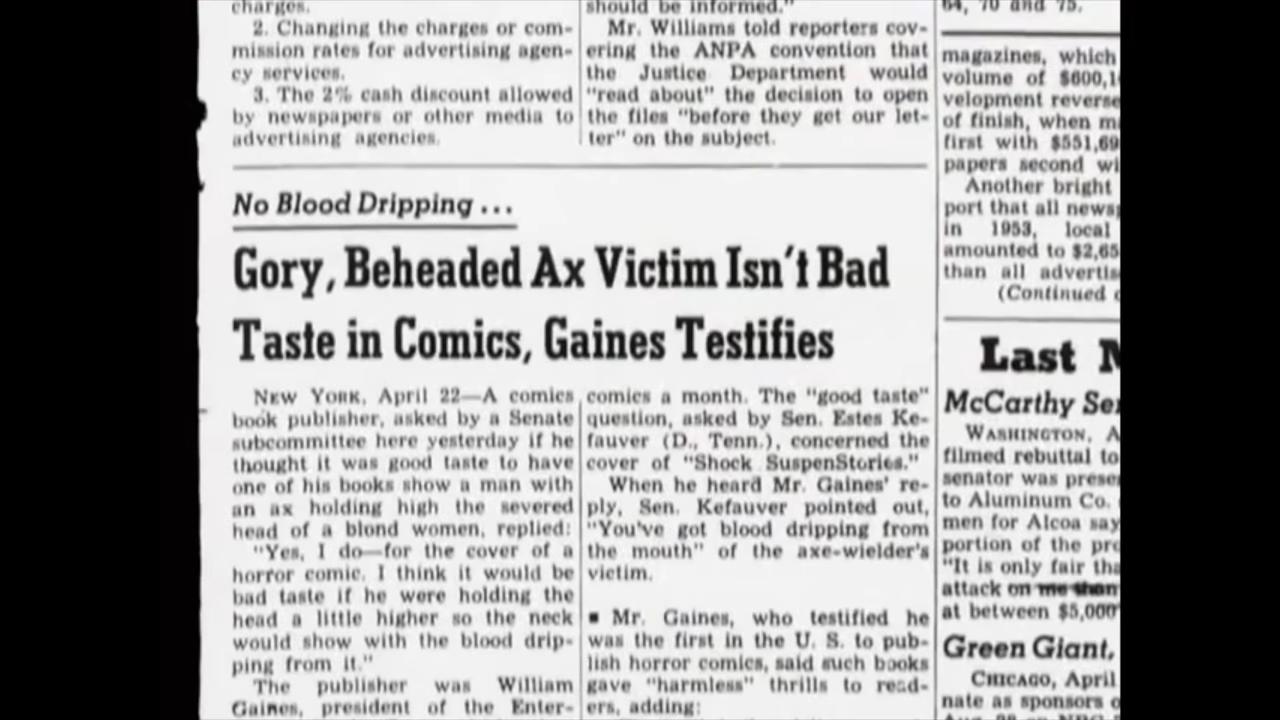 charges.
2. Changing the charges or com-
mission rates for advertising agen-
cy services.
3. The 2% cash discount allowed
by newspapers or other media to
advertising agencies.
should be informed."
Mr. Williams told reporters cov-
ering the ANPA convention that
the Justice Department would
"read about" the decision to open
the files "before they get our let-
ter" on the subject.
No Blood Dripping ...
Gory, Beheaded Ax Victim Isn't Bad
Taste in Comics, Gaines Testifies
NEW YORK, April 22—A comics
book publisher, asked by a Senate
subcommittee here yesterday if he
thought it was good taste to have
one of his books show a man with
an ax holding high the severed
head of a blond women, replied:
"Yes, I do—for the cover of a
horror comic. I think it would be
bad taste if he were holding the
head a little higher so the neck
would show with the blood drip-
ping from it."
The publisher was William
Gaines, president of the Enter-
comics a month. The "good taste"
question, asked by Sen. Estes Ke-
fauver (D., Tenn.), concerned the
cover of "Shock SuspenStories."
When he heard Mr. Gaines' re-
ply, Sen. Kefauver pointed out,
"You've got blood dripping from
the mouth" of the axe-wielder's
victim.
■ Mr. Gaines, who testified he
was the first in the U. S. to pub-
lish horror comics, said such books
gave "harmless" thrills to read-
ers, adding:
64, 70 and 75.
magazines, which
volume of $600,1
velopment reverse
of finish, when m
first with $551,69
papers second wi
Another bright
port that all news
in 1953, local
amounted to $2,65
than all advertis
(Continued
Last
McCarthy Se
WASHINGTON, A
filmed rebuttal to
senator was prese
to Aluminum Co.
men for Alcoa say
portion of the pr
"It is only fair tha
attack on me than
at between $5,000
Green Giant,
CHICAGO, April
nate as sponsors o